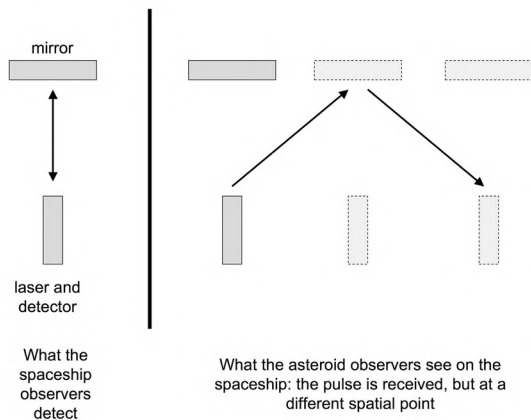 mirror
laser and
detector
What the
spaceship
observers
detect
What the asteroid observers see on the
spaceship: the pulse is received, but at a
different spatial point